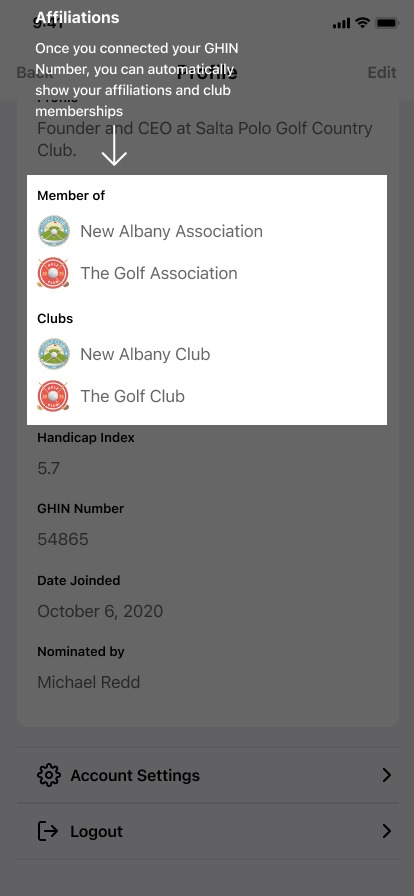 9:41
Affiliations
Once you connected your GHIN
Number, you can automatically
show your affiliations and club
memberships
Back
Profile
Edit
Profile
Founder and CEO at Salta Polo Golf Country
Club.
Member of
New Albany Association
The Golf Association
Clubs
New Albany Club
The Golf Club
Handicap Index
5.7
GHIN Number
54865
Date Joinded
October 6, 2020
Nominated by
Michael Redd
Account Settings
Logout